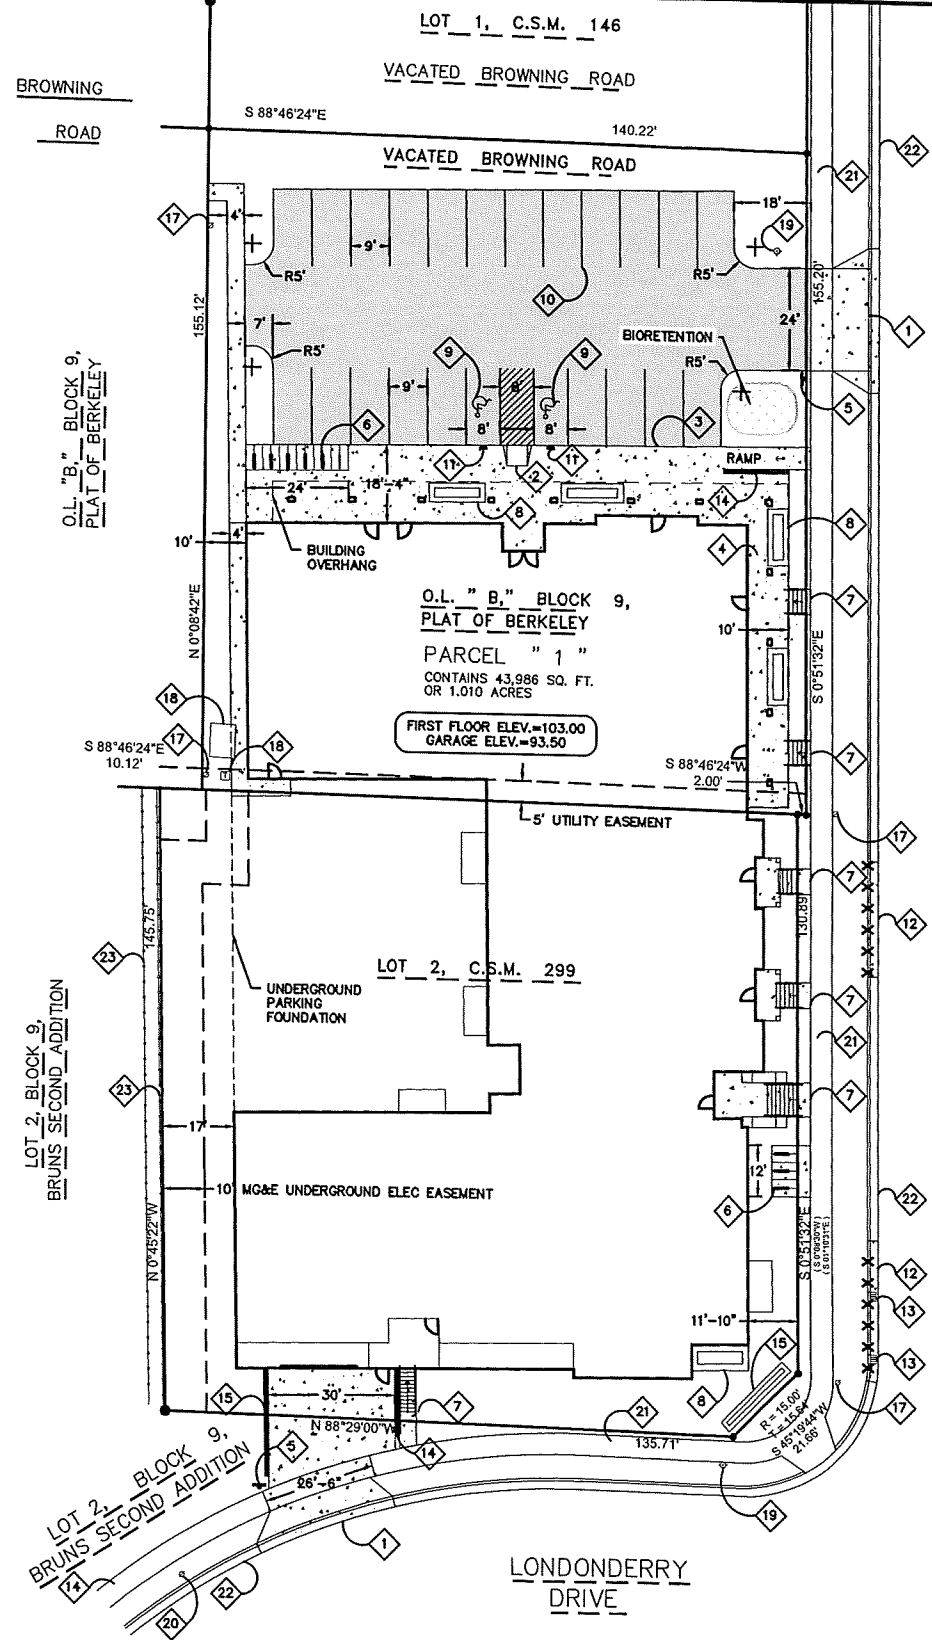 LOT 1, C.S.M. 146
VACATED BROWNING ROAD
BROWNING
ROAD
S 88°46'24"E
140.22'
VACATED BROWNING ROAD
22
21
17
4'
18'
19
9'
R5'
R5'
10
155.12'
155.20'
7'
24'
1
BIORETENTION
R5'
9
9
R5'
9'
8'
5
6
8'
8'
3
O.L. "B," BLOCK 9,
PLAT OF BERKELEY
11
2
11
RAMP
14
24'
18'-4"
8
8
4'
10'
BUILDING
OVERHANG
4
N 0°08'42"E
O.L. " B," BLOCK 9,
PLAT OF BERKELEY
PARCEL " 1 "
CONTAINS 43,986 SQ. FT.
OR 1.010 ACRES
7
10'
S 0°51'32"E
18
FIRST FLOOR ELEV.=103.00
GARAGE ELEV.=93.50
17
18
S 88°46'24"E
10.12'
S 88°46'24"W
2.00'
7
5' UTILITY EASEMENT
17
7
145.75'
130.89'
12
23
LOT 2, C.S.M. 299
UNDERGROUND
PARKING
FOUNDATION
7
21
LOT 2, BLOCK 9,
BRUNS SECOND ADDITION
23
7
17'
12'
10' MG&E UNDERGROUND ELEC EASEMENT
22
6
N 0°45'22"W
S 0°51'32"E
12
13
11'-10"
15
13
30'
15
7
8
17
N 88°29'00"W
21
135.71'
R = 15.00'
T = 15.64'
S 45°19'44"W
21.66'
5
14
26'-6"
LOT 2, BLOCK 9,
BRUNS SECOND ADDITION
19
1
14
22
20
LONDONDERRY
DRIVE